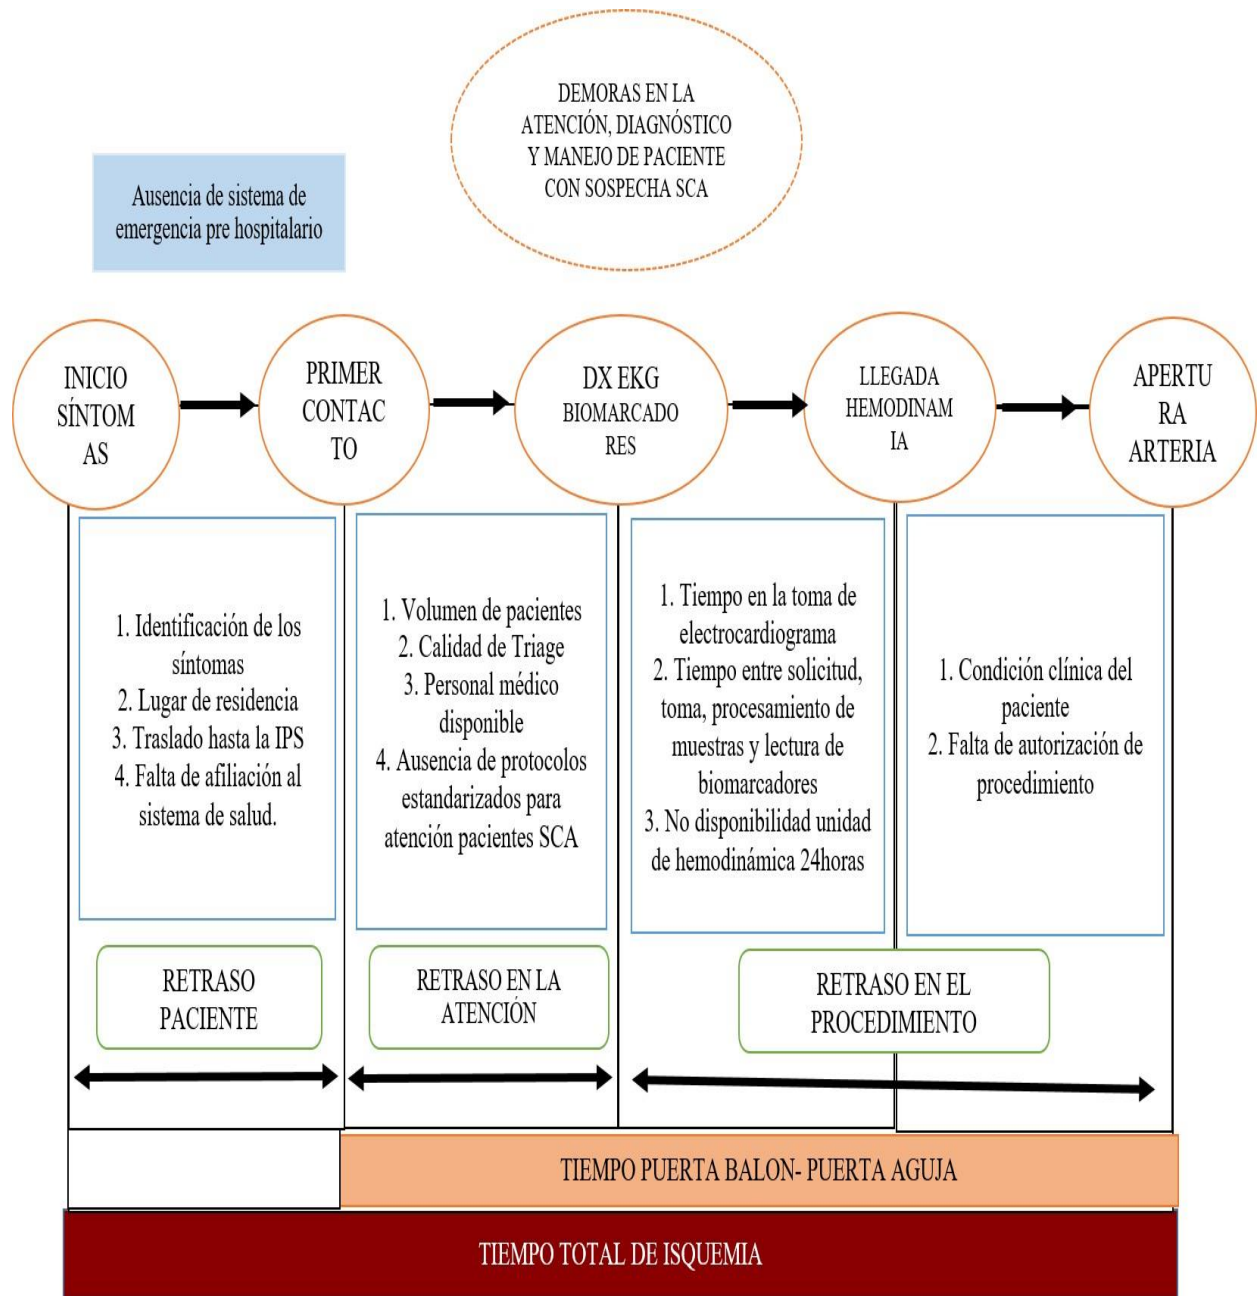 DEMORAS EN LA
ATENCIÓN, DIAGNÓSTICO
Y MANEJO DE PACIENTE
CON SOSPECHA SCA
Ausencia de sistema de
emergencia pre hospitalario
INICIO
SÍNTOM
AS
PRIMER
CONTAC
TO
DX EKG
BIOMARCADO
RES
LLEGADA
HEMODINAM
IA
APERTU
RA
ARTERIA
1. Identificación de los
síntomas
2. Lugar de residencia
3. Traslado hasta la IPS
4. Falta de afiliación al
sistema de salud.
1. Volumen de pacientes
2. Calidad de Triage
3. Personal médico
disponible
4. Ausencia de protocolos
estandarizados para
atención pacientes SCA
1. Tiempo en la toma de
electrocardiograma
2. Tiempo entre solicitud,
toma, procesamiento de
muestras y lectura de
biomarcadores
3. No disponibilidad unidad
de hemodinámica 24horas
1. Condición clínica del
paciente
2. Falta de autorización de
procedimiento
RETRASO
PACIENTE
RETRASO EN LA
ATENCIÓN
RETRASO EN EL
PROCEDIMIENTO
TIEMPO PUERTA BALON- PUERTA AGUJA
TIEMPO TOTAL DE ISQUEMIA